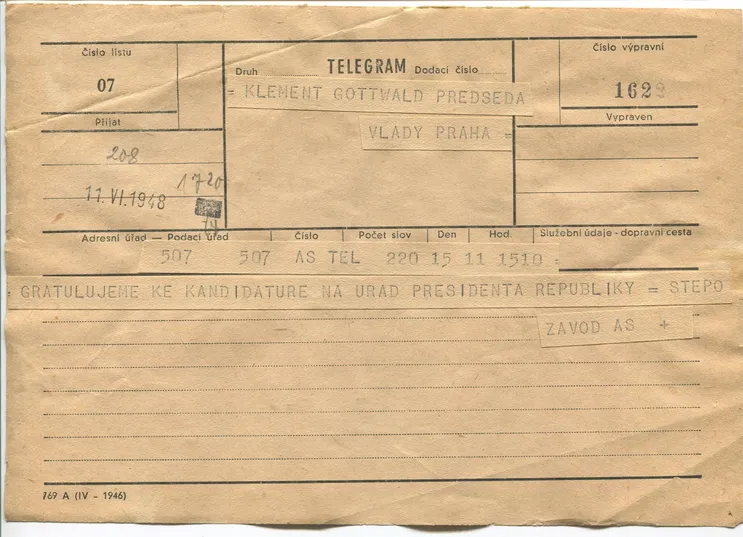 Číslo listu
07
Přijat
208
1720
11.VI.1948
Druh TELEGRAM Dodací číslo
= KLEMENT GOTTWALD PREDSEDA
VLADY PRAHA =
Číslo výpravní
1629
Vypraven
Adresní úřad — Podací úřad | Číslo | Počet slov | Den | Hod. | Služební údaje - dopravní cesta
507 507 AS TEL 220 15 11 1510 =
GRATULUJEME KE KANDIDATURE NA URAD PRESIDENTA REPUBLIKY = STEPO
ZAVOD AS +
169 A (IV - 1946)